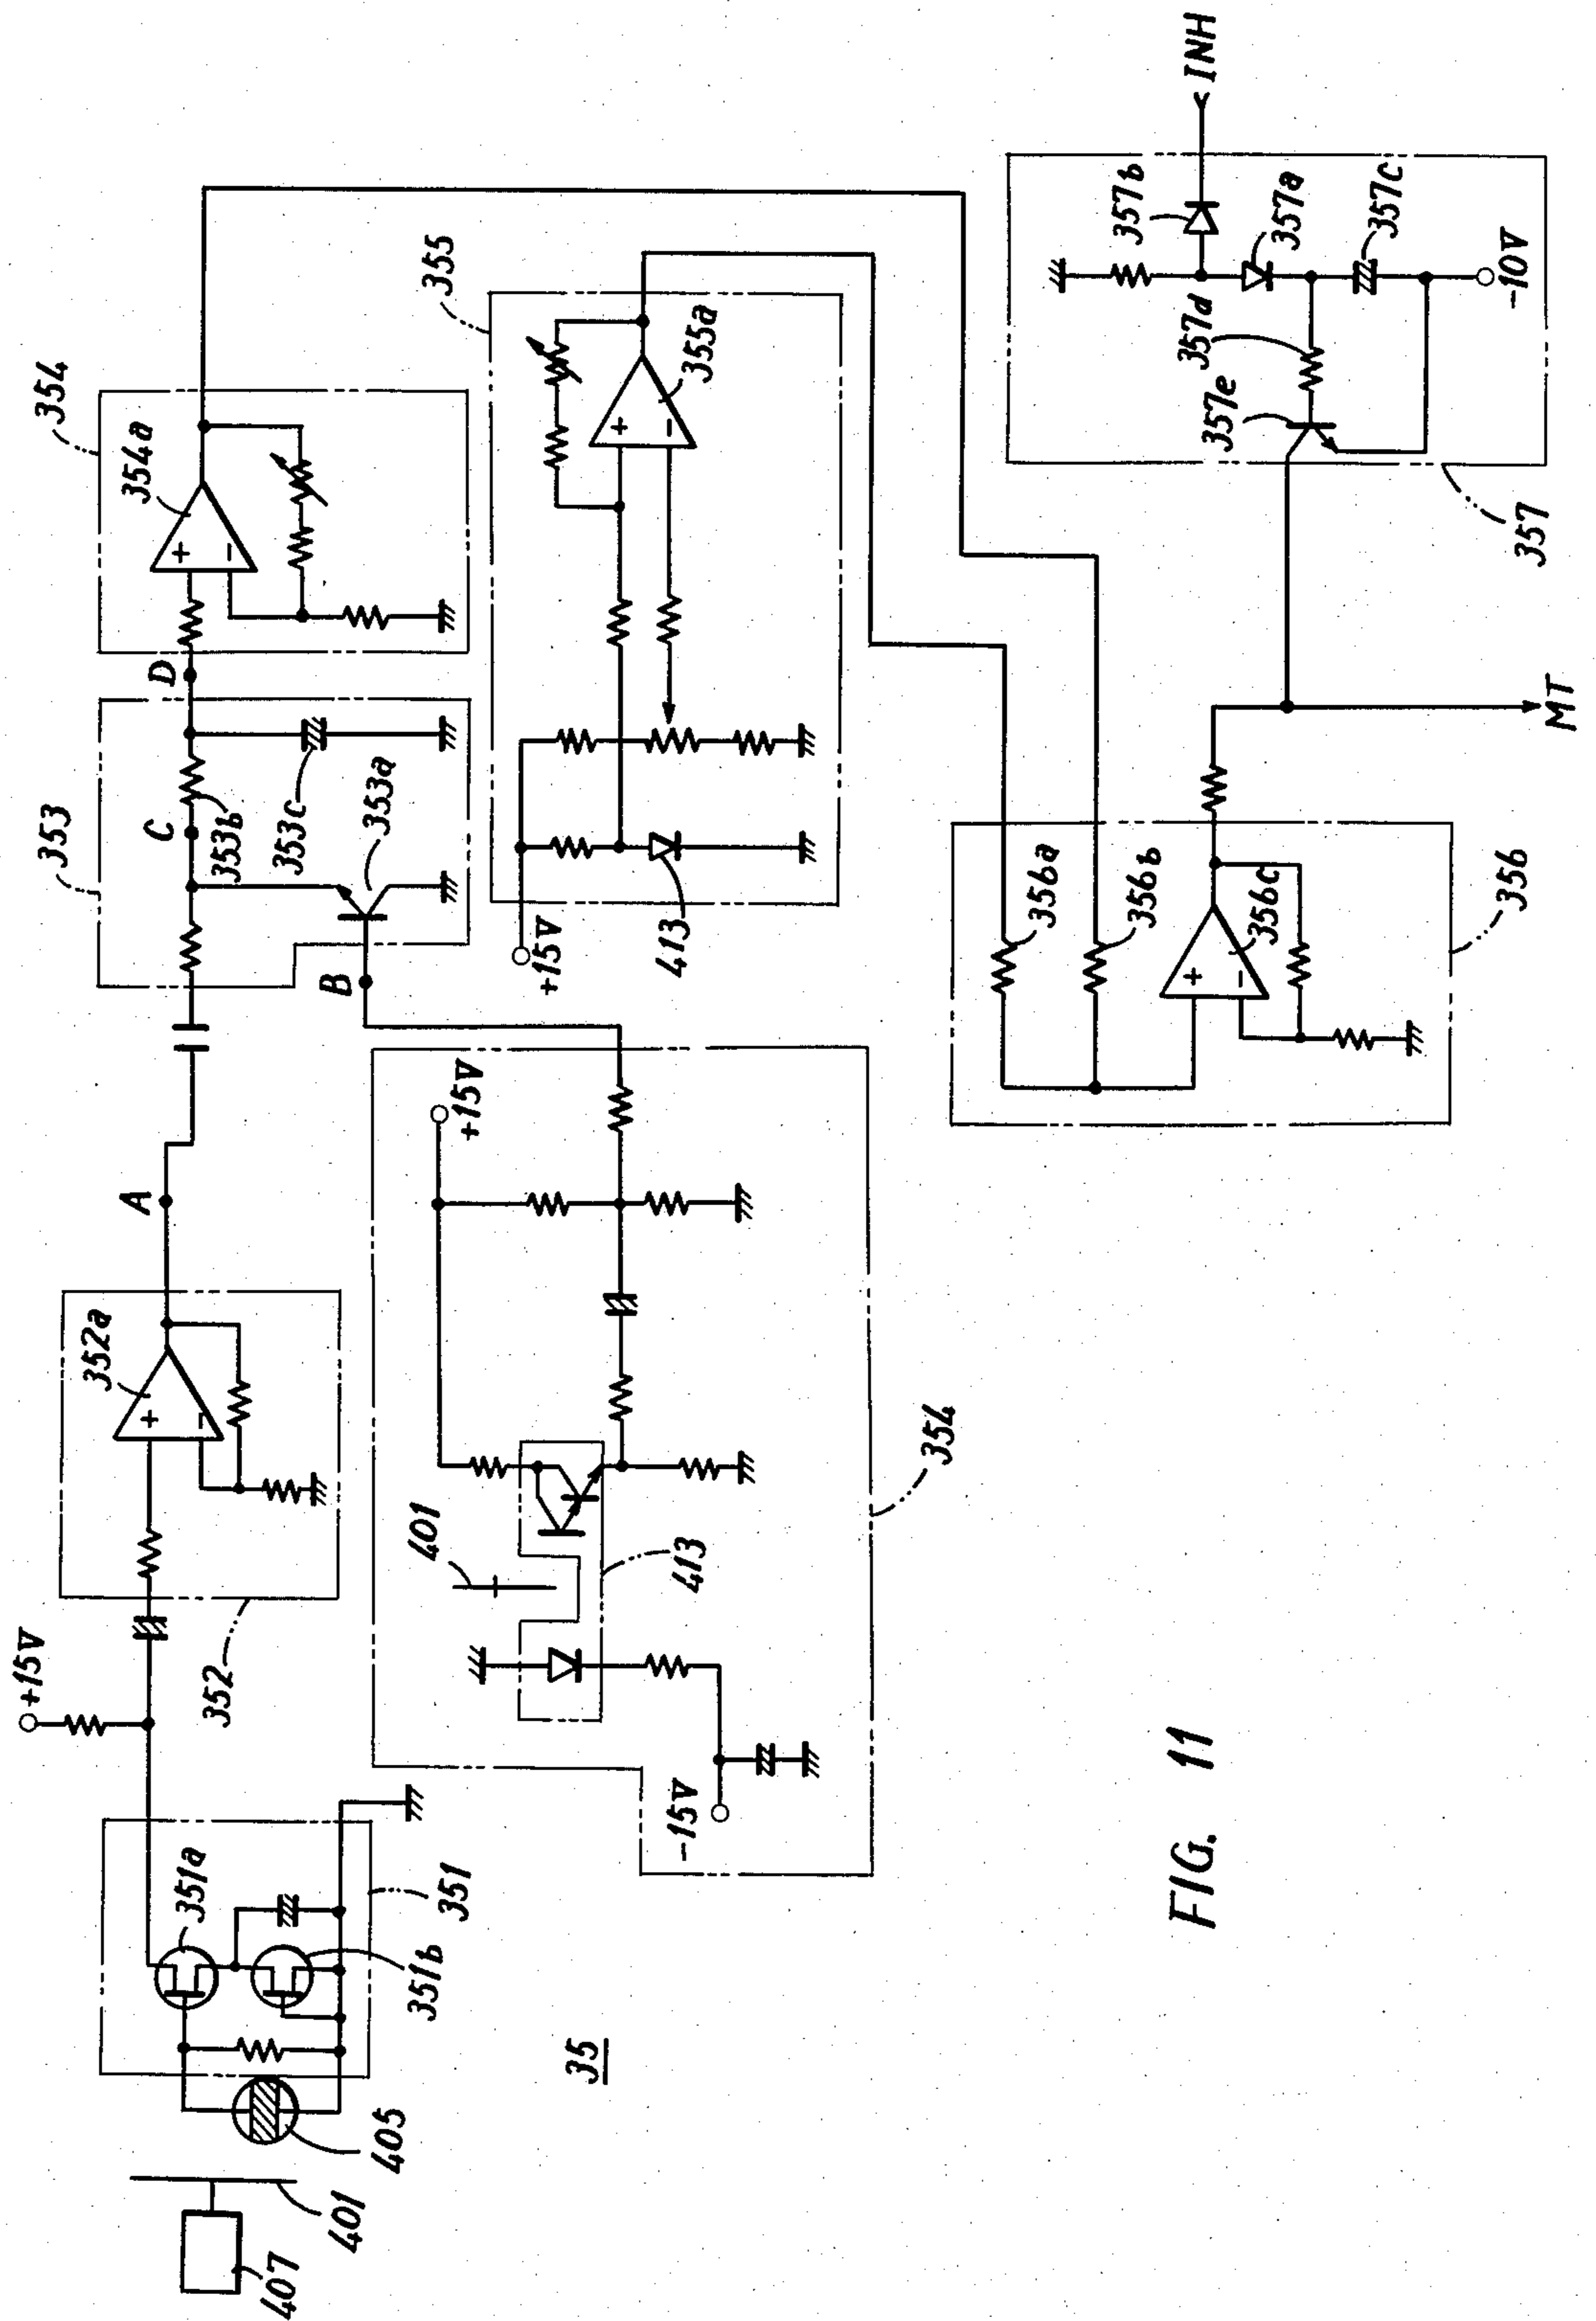 407
401
405
351a
351b
351
+15V
352
352a
+
−
A
401
413
−15V
+15V
354
B
353
C
353b
353c
353a
D
354
354a
+
−
355
+15V
413
+
−
355a
356a
356b
+
−
356c
356
MT
357
357e
357d
357b
357a
357c
−10V
INH
35
FIG. 11